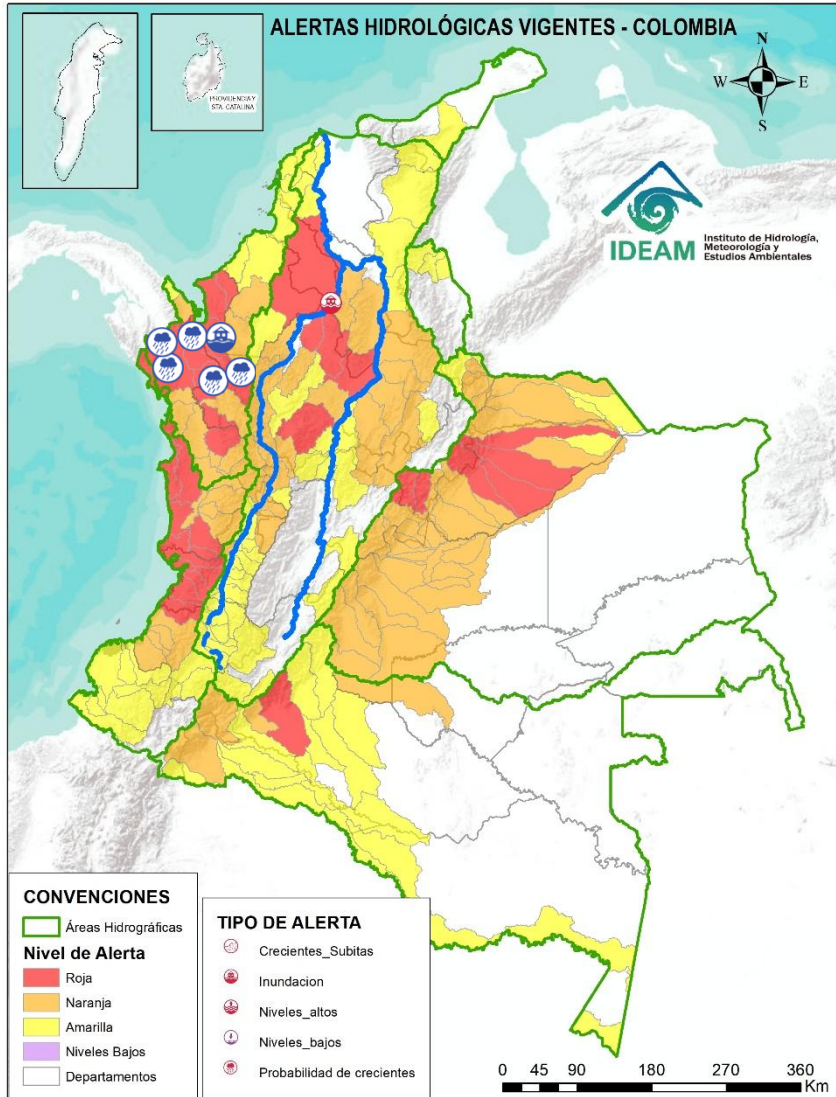 ALERTAS HIDROLÓGICAS VIGENTES - COLOMBIA
PROVIDENCIA Y
STA. CATALINA
N
W
E
S
IDEAM
Instituto de Hidrología,
Meteorología y
Estudios Ambientales
CONVENCIONES
Áreas Hidrográficas
Nivel de Alerta
Roja
Naranja
Amarilla
Niveles Bajos
Departamentos
TIPO DE ALERTA
Crecientes_Subitas
Inundacion
Niveles_altos
Niveles_bajos
Probabilidad de crecientes
0 45 90 180 270 360
Km